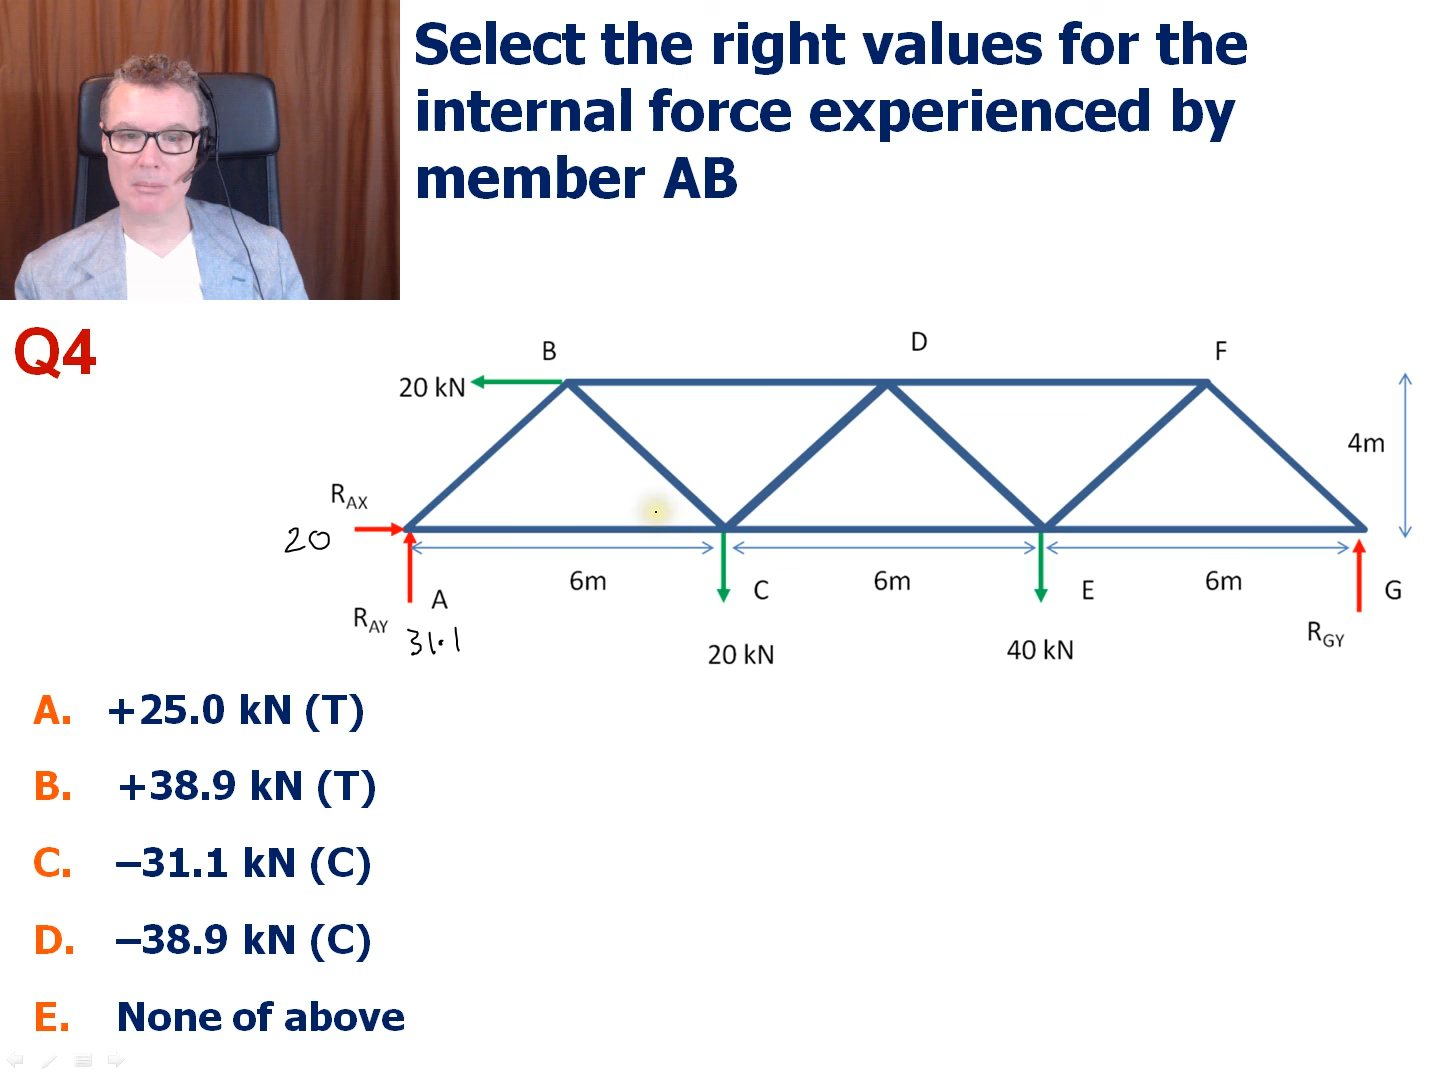 Select the right values for the
internal force experienced by
member AB
Q4
B
D
F
20 kN
4m
RAX
20
6m
6m
6m
A
C
E
G
RAY
31.1
20 kN
40 kN
RGY
A. +25.0 kN (T)
B. +38.9 kN (T)
C. –31.1 kN (C)
D. –38.9 kN (C)
E. None of above